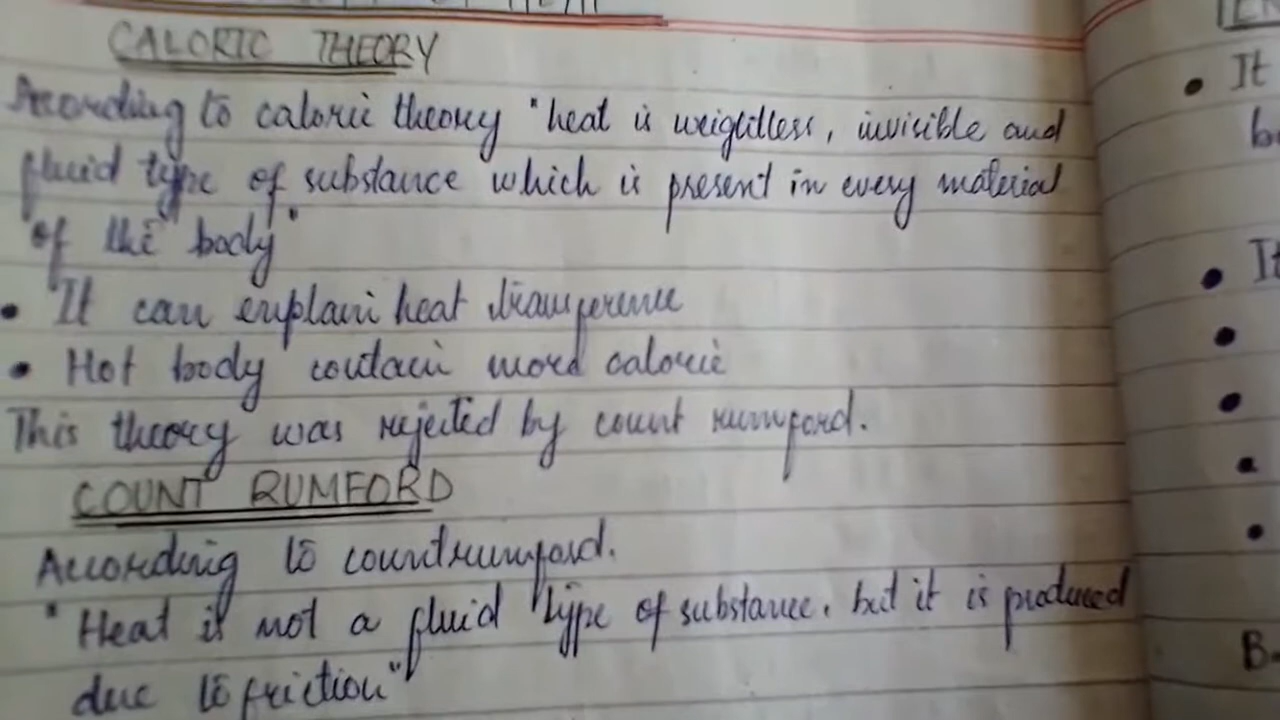 CALORIC THEORY
According to caloric theory "heat is weightless, invisible and
fluid type of substance which is present in every material
of the body"
• It can explain heat transference
• Hot body contain more caloric
This theory was rejected by count rumford.
COUNT RUMFORD
According to countrumford.
"Heat is not a fluid type of substance. but it is produced
due to friction"
• It
• It